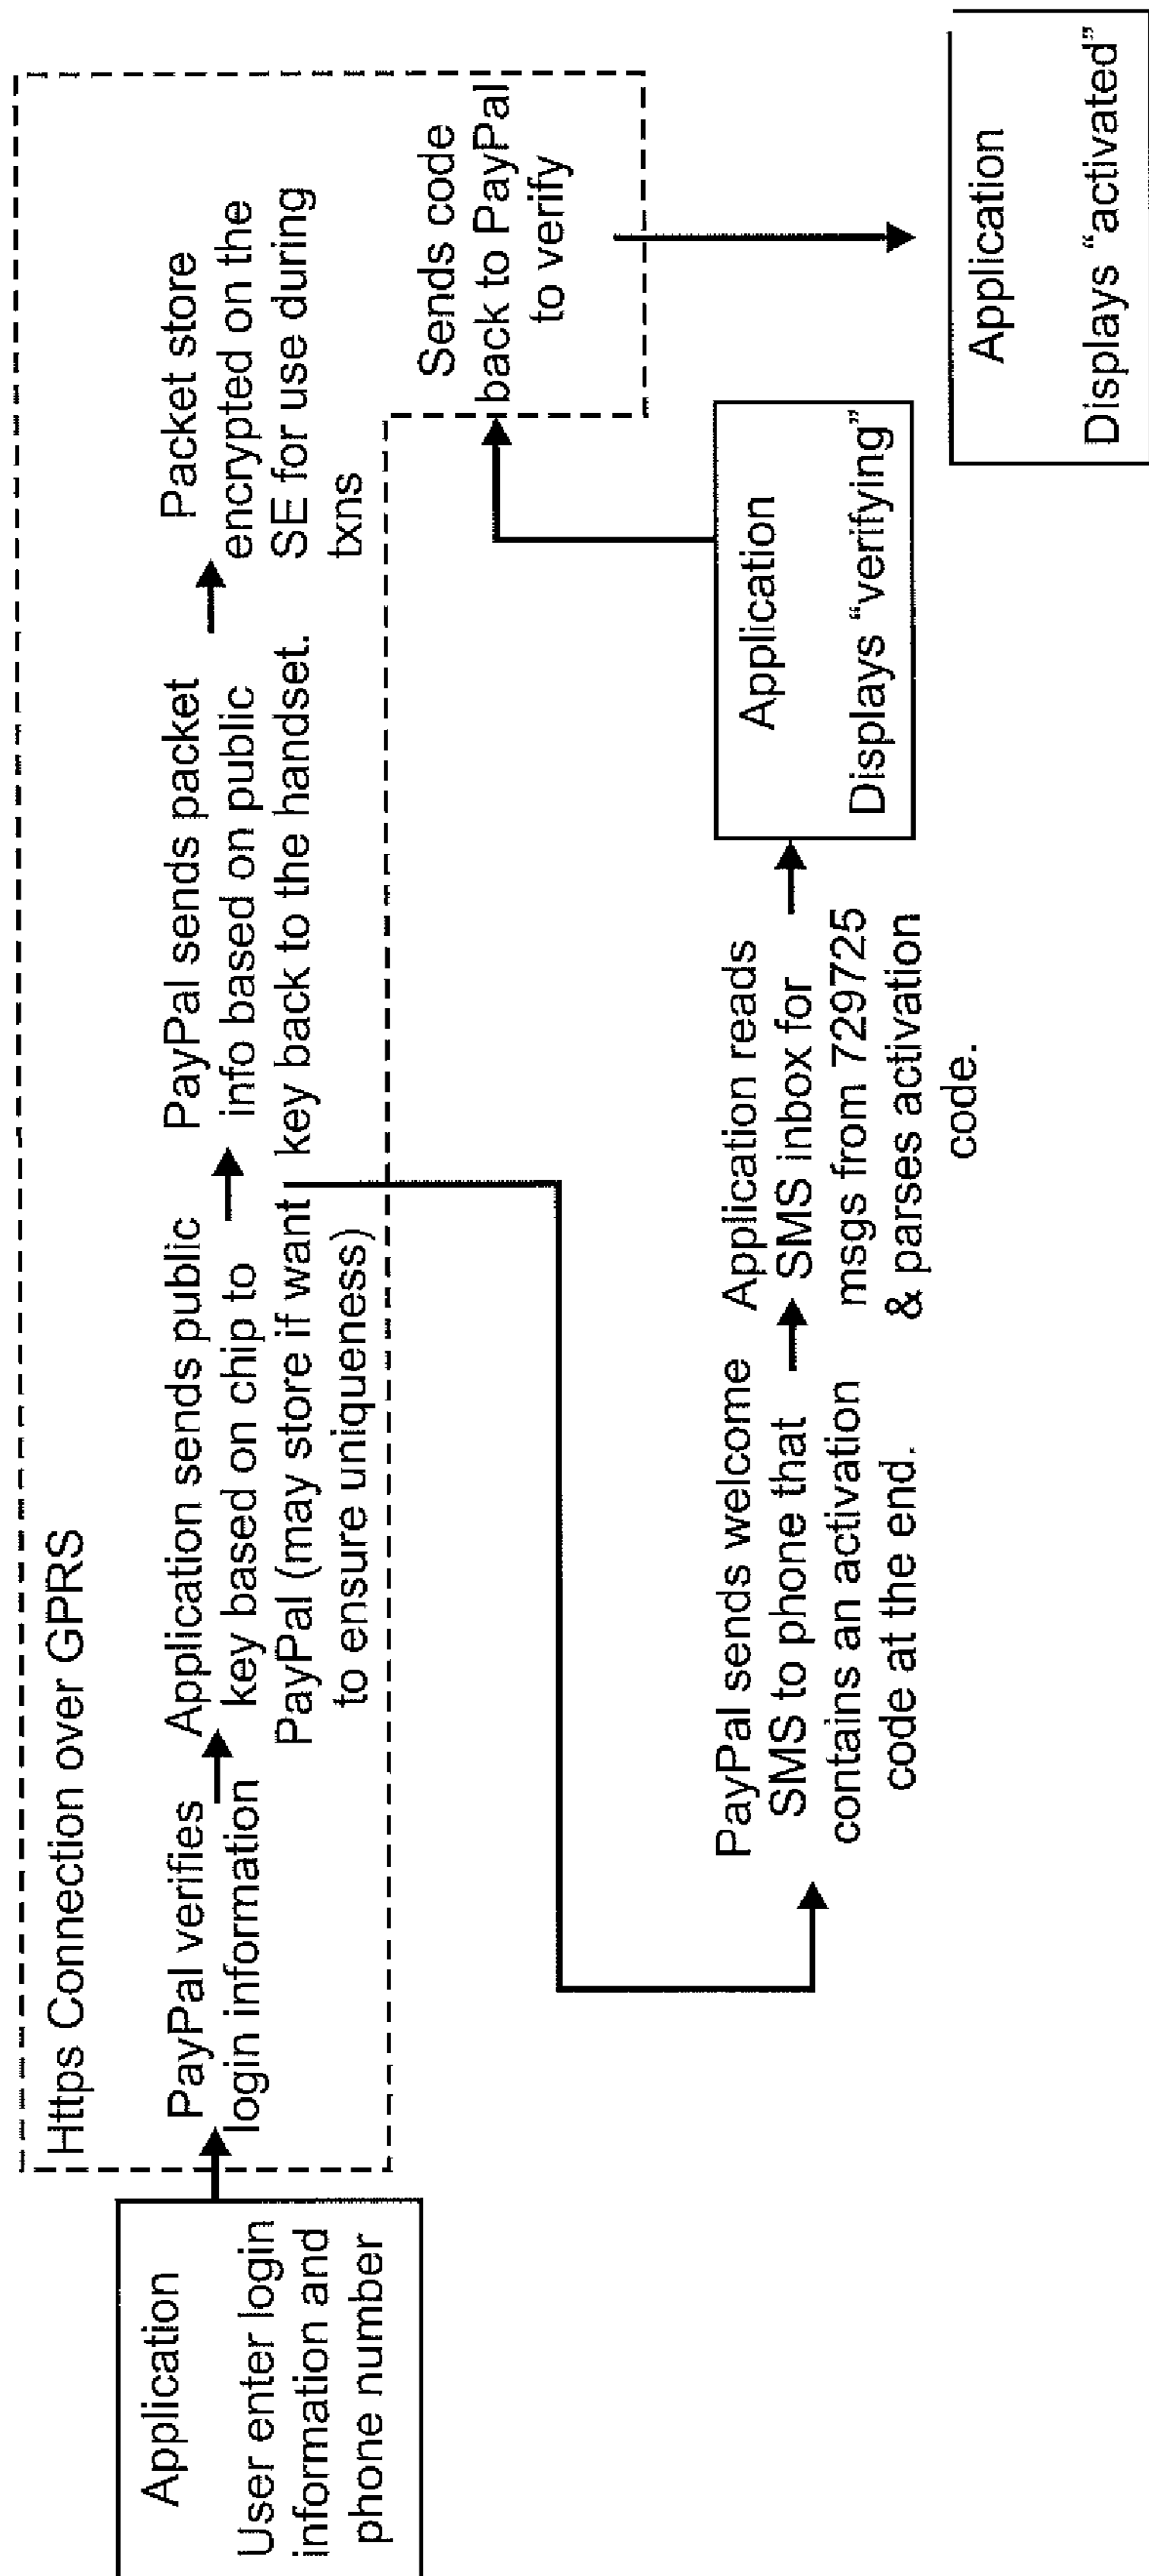 Application
User enter login
information and
phone number
Https Connection over GPRS
PayPal verifies
login information
Application sends public
key based on chip to
PayPal (may store if want
to ensure uniqueness)
PayPal sends packet
info based on public
key back to the handset.
Packet store
encrypted on the
SE for use during
txns
PayPal sends welcome
SMS to phone that
contains an activation
code at the end.
Application reads
SMS inbox for
msgs from 729725
& parses activation
code.
Application
Displays “verifying”
Sends code
back to PayPal
to verify
Application
Displays “activated”